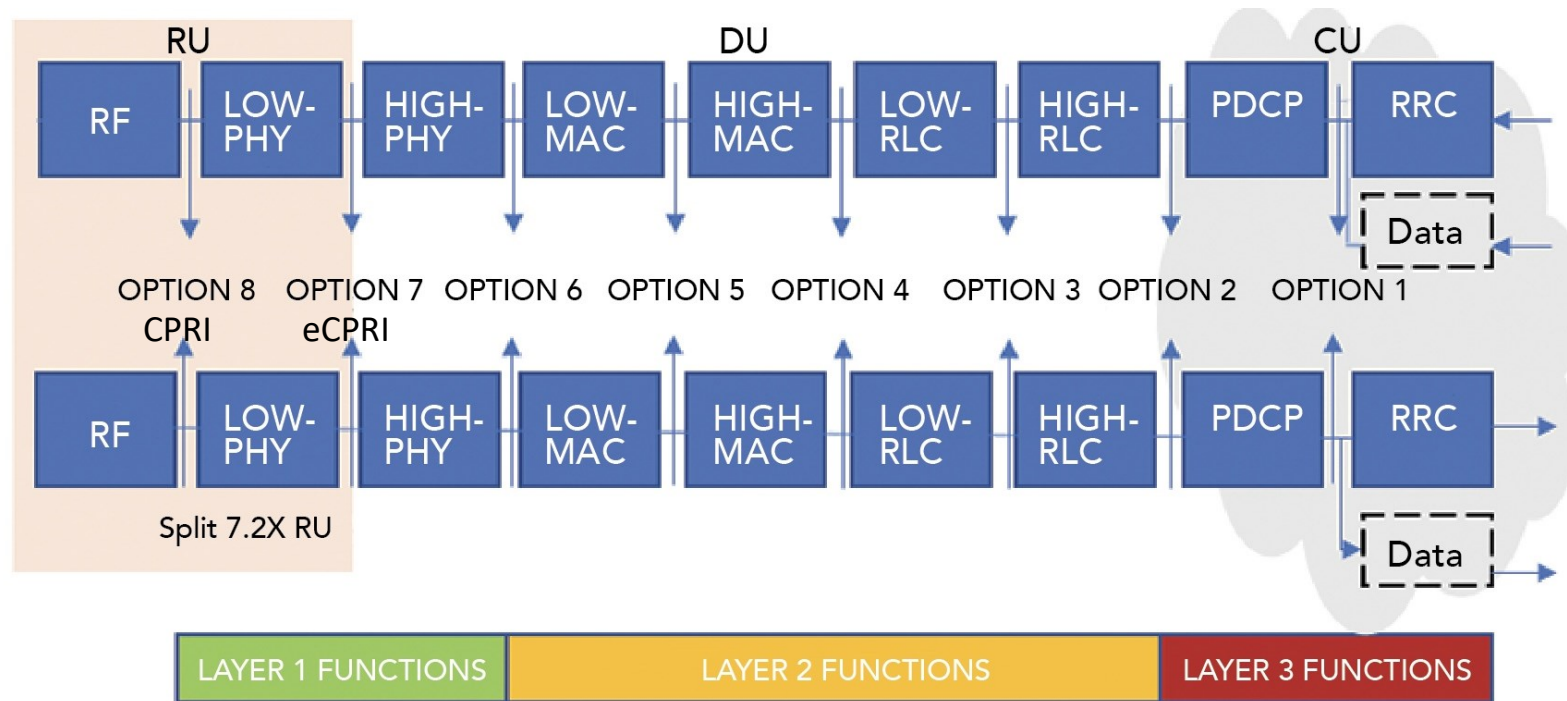 RU DU CU
RF LOW- HIGH- LOW- HIGH- LOW- HIGH- PDCP RRC
PHY PHY MAC MAC RLC RLC
Data
OPTION 8 OPTION 7 OPTION 6 OPTION 5 OPTION 4 OPTION 3 OPTION 2 OPTION 1
CPRI eCPRI
RF LOW- HIGH- LOW- HIGH- LOW- HIGH- PDCP RRC
PHY PHY MAC MAC RLC RLC
Split 7.2X RU
Data
LAYER 1 FUNCTIONS LAYER 2 FUNCTIONS LAYER 3 FUNCTIONS